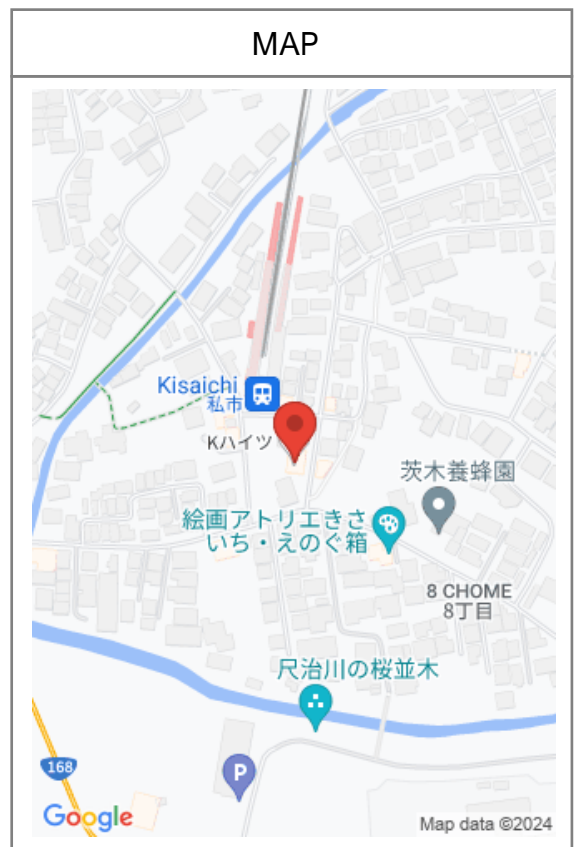 MAP
Kisaichi
私市
Kハイツ
茨木養蜂園
絵画アトリエきさ
いち・えのぐ箱
8 CHOME
8丁目
尺治川の桜並木
168
P
Google
Map data ©2024